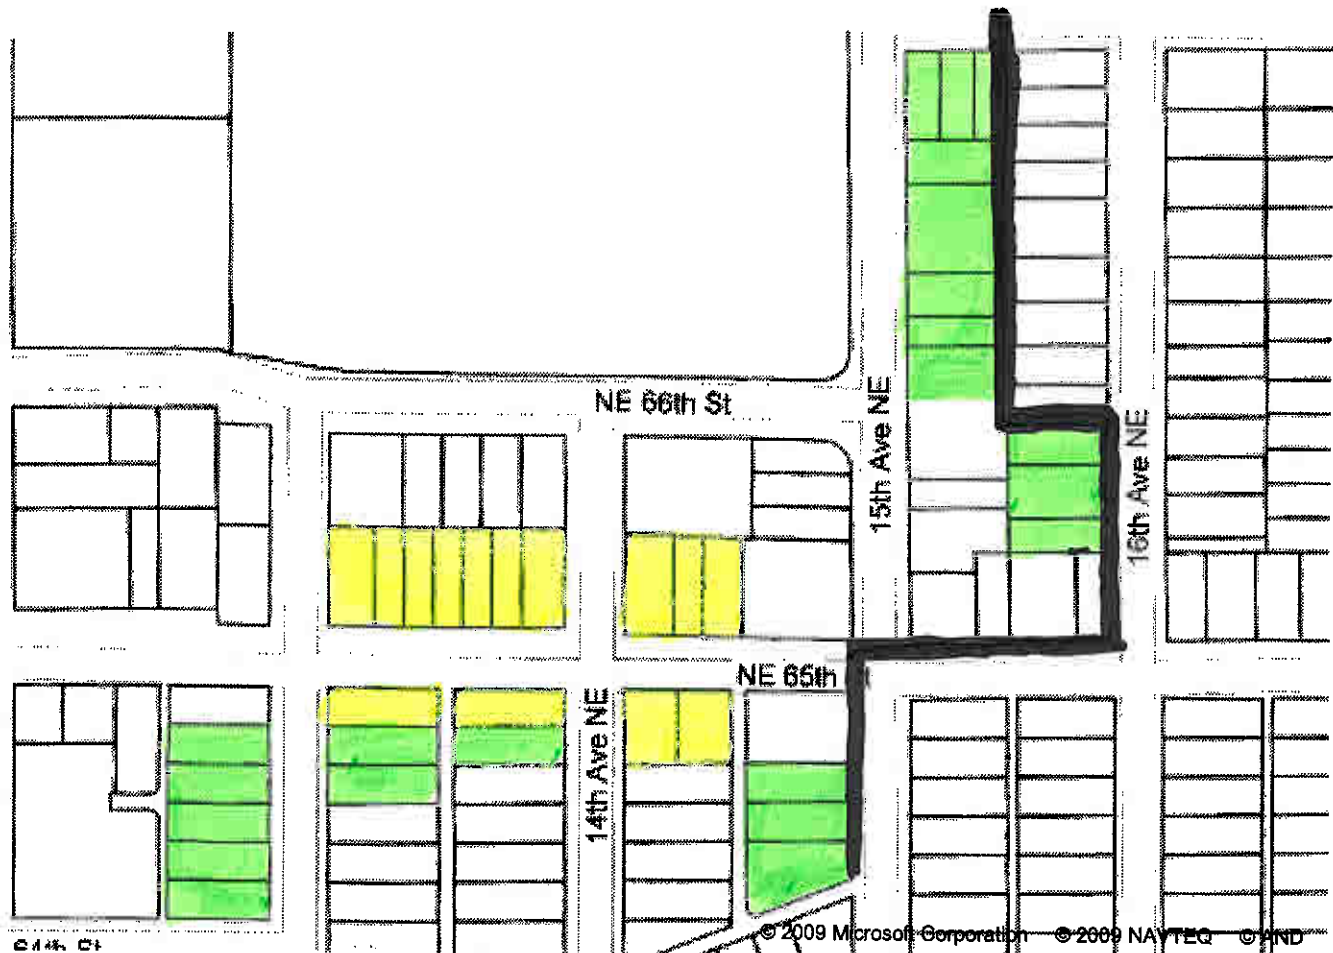 NE 66th St
15th Ave NE
16th Ave NE
NE 65th
14th Ave NE
© 2009 Microsoft Corporation © 2009 NAVTEQ © AND